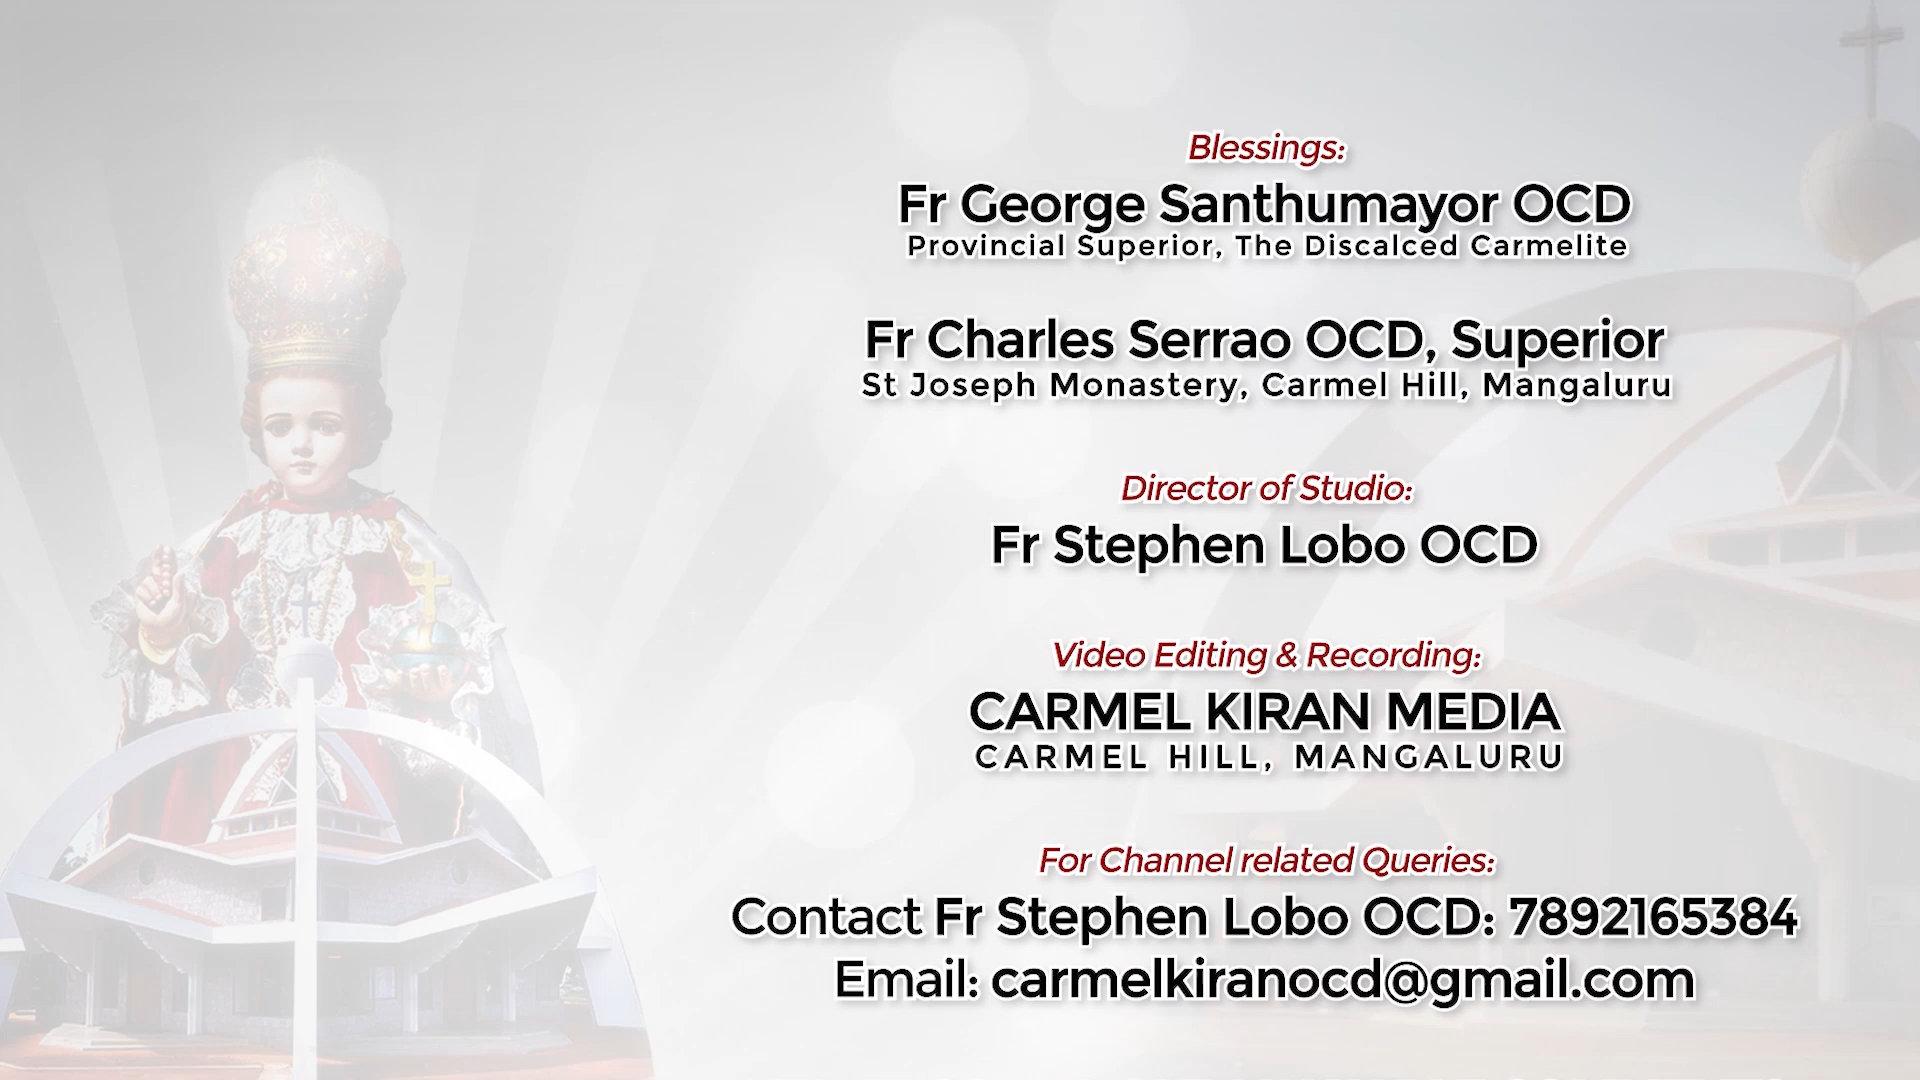 Blessings:
Fr George Santhumayor OCD
Provincial Superior, The Discalced Carmelite
Fr Charles Serrao OCD, Superior
St Joseph Monastery, Carmel Hill, Mangaluru
Director of Studio:
Fr Stephen Lobo OCD
Video Editing & Recording:
CARMEL KIRAN MEDIA
CARMEL HILL, MANGALURU
For Channel related Queries:
Contact Fr Stephen Lobo OCD: 7892165384
Email: carmelkiranocd@gmail.com